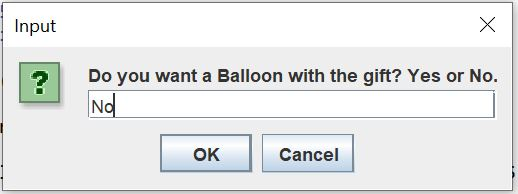 Input
Do you want a Balloon with the gift? Yes or No.
No
OK
Cancel